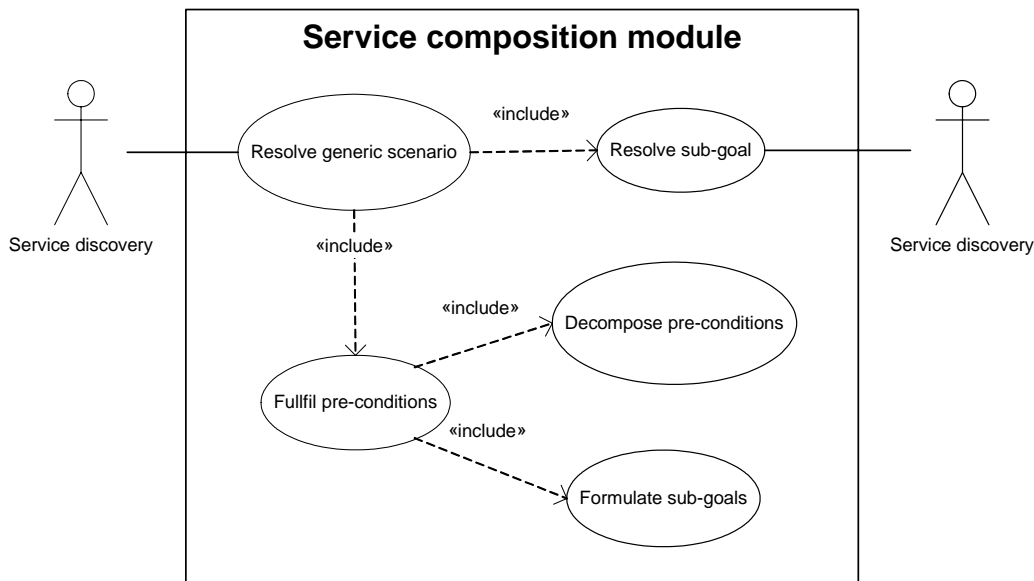 Service composition module
«include»
Resolve generic scenario
Resolve sub-goal
Service discovery
Service discovery
«include»
«include»
Decompose pre-conditions
Fullfil pre-conditions
«include»
Formulate sub-goals